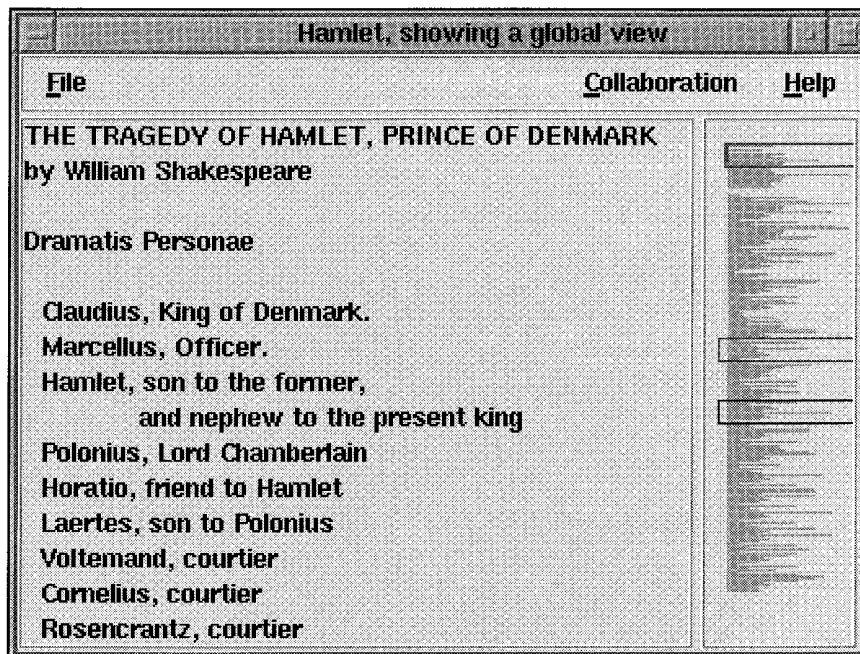 Hamlet, showing a global view
File Collaboration Help
THE TRAGEDY OF HAMLET, PRINCE OF DENMARK
by William Shakespeare
Dramatis Personae
Claudius, King of Denmark.
Marcellus, Officer.
Hamlet, son to the former,
and nephew to the present king
Polonius, Lord Chamberlain
Horatio, friend to Hamlet
Laertes, son to Polonius
Voltemand, courtier
Cornelius, courtier
Rosencrantz, courtier